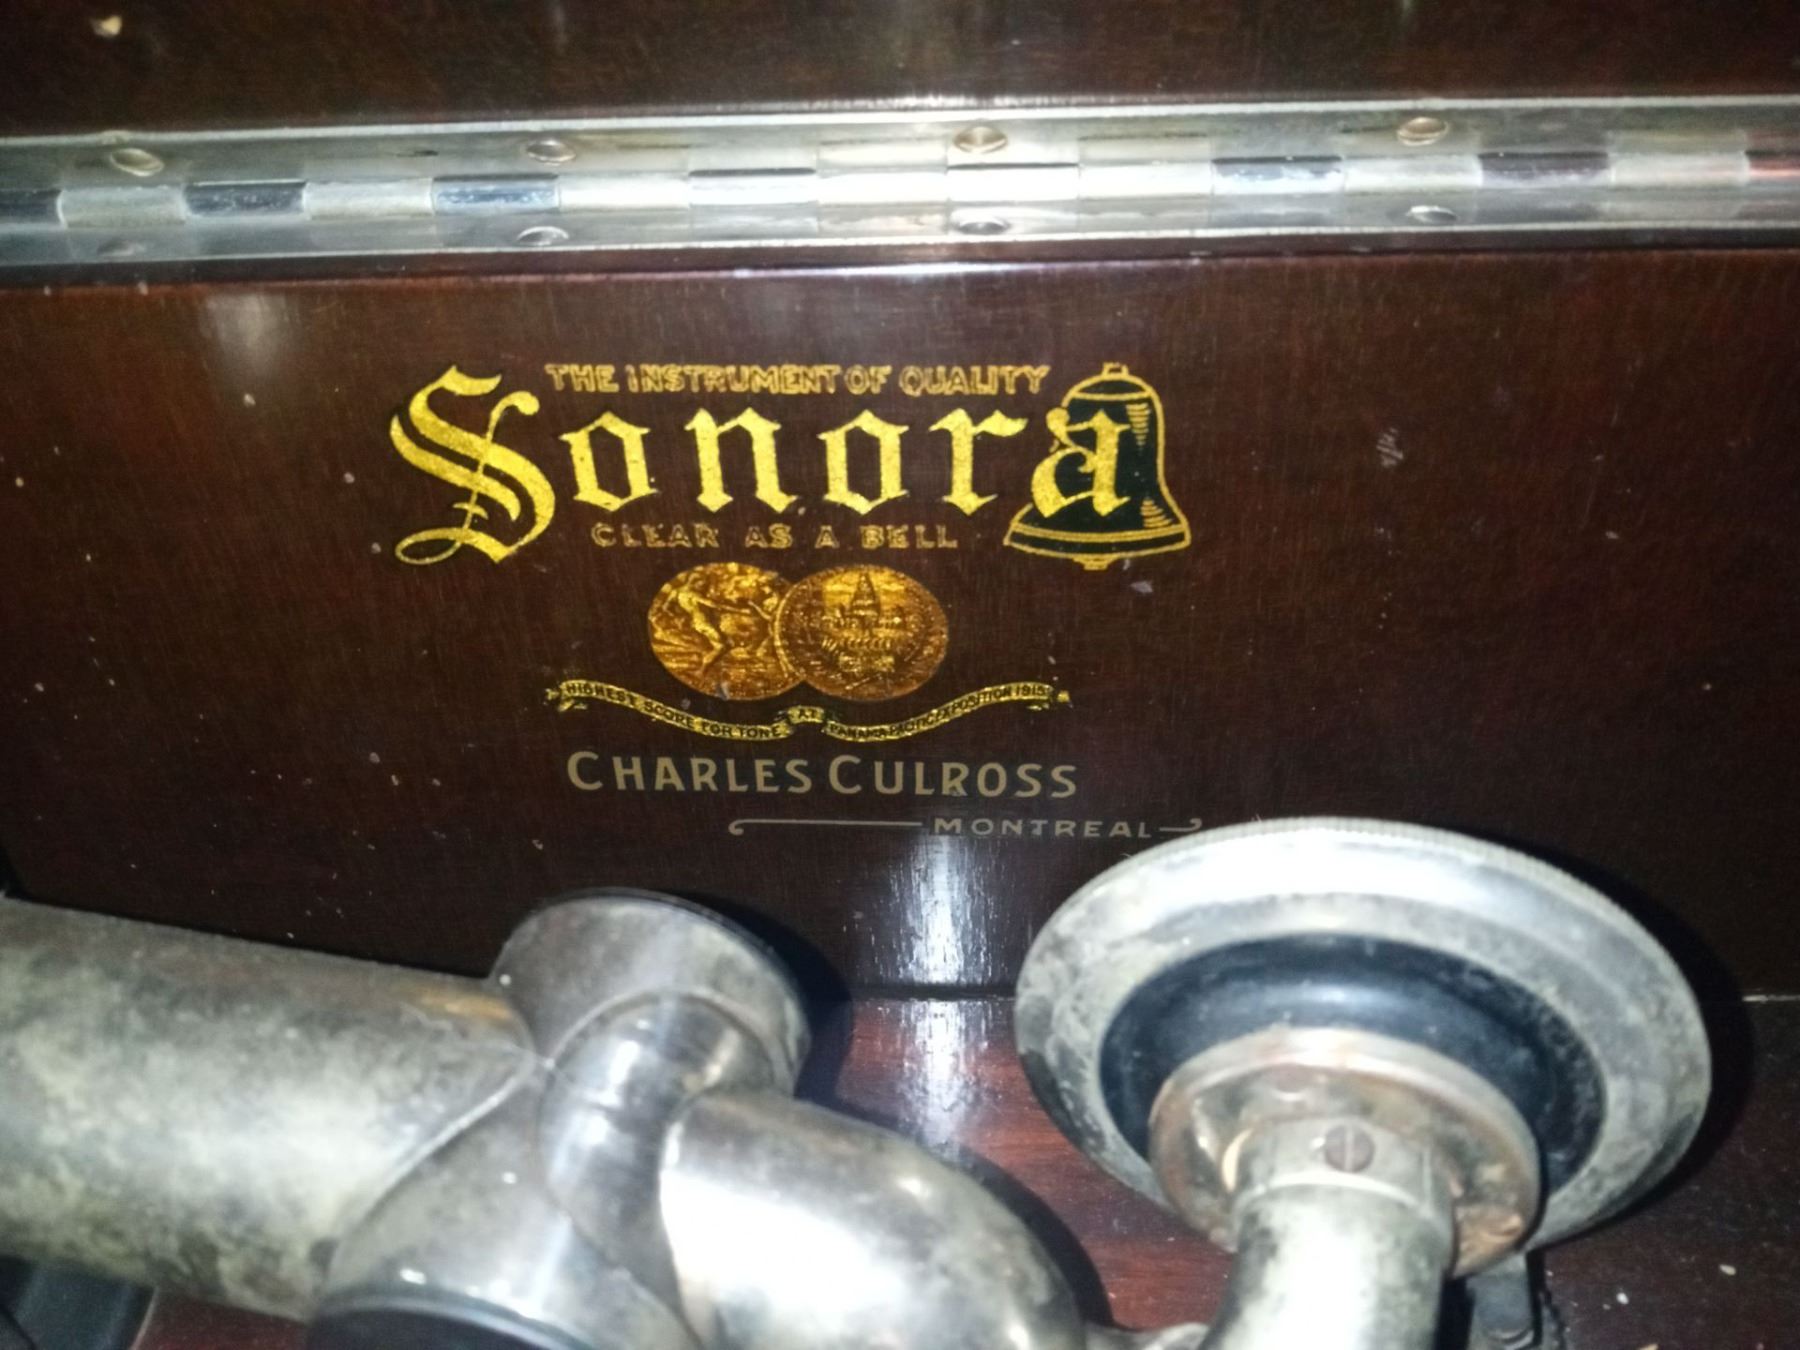 THE INSTRUMENT OF QUALITY
Sonora
CLEAR AS A BELL
HIGHEST SCORE FOR TONE AT PANAMA PACIFIC EXPOSITION 1915
CHARLES CULROSS
MONTREAL